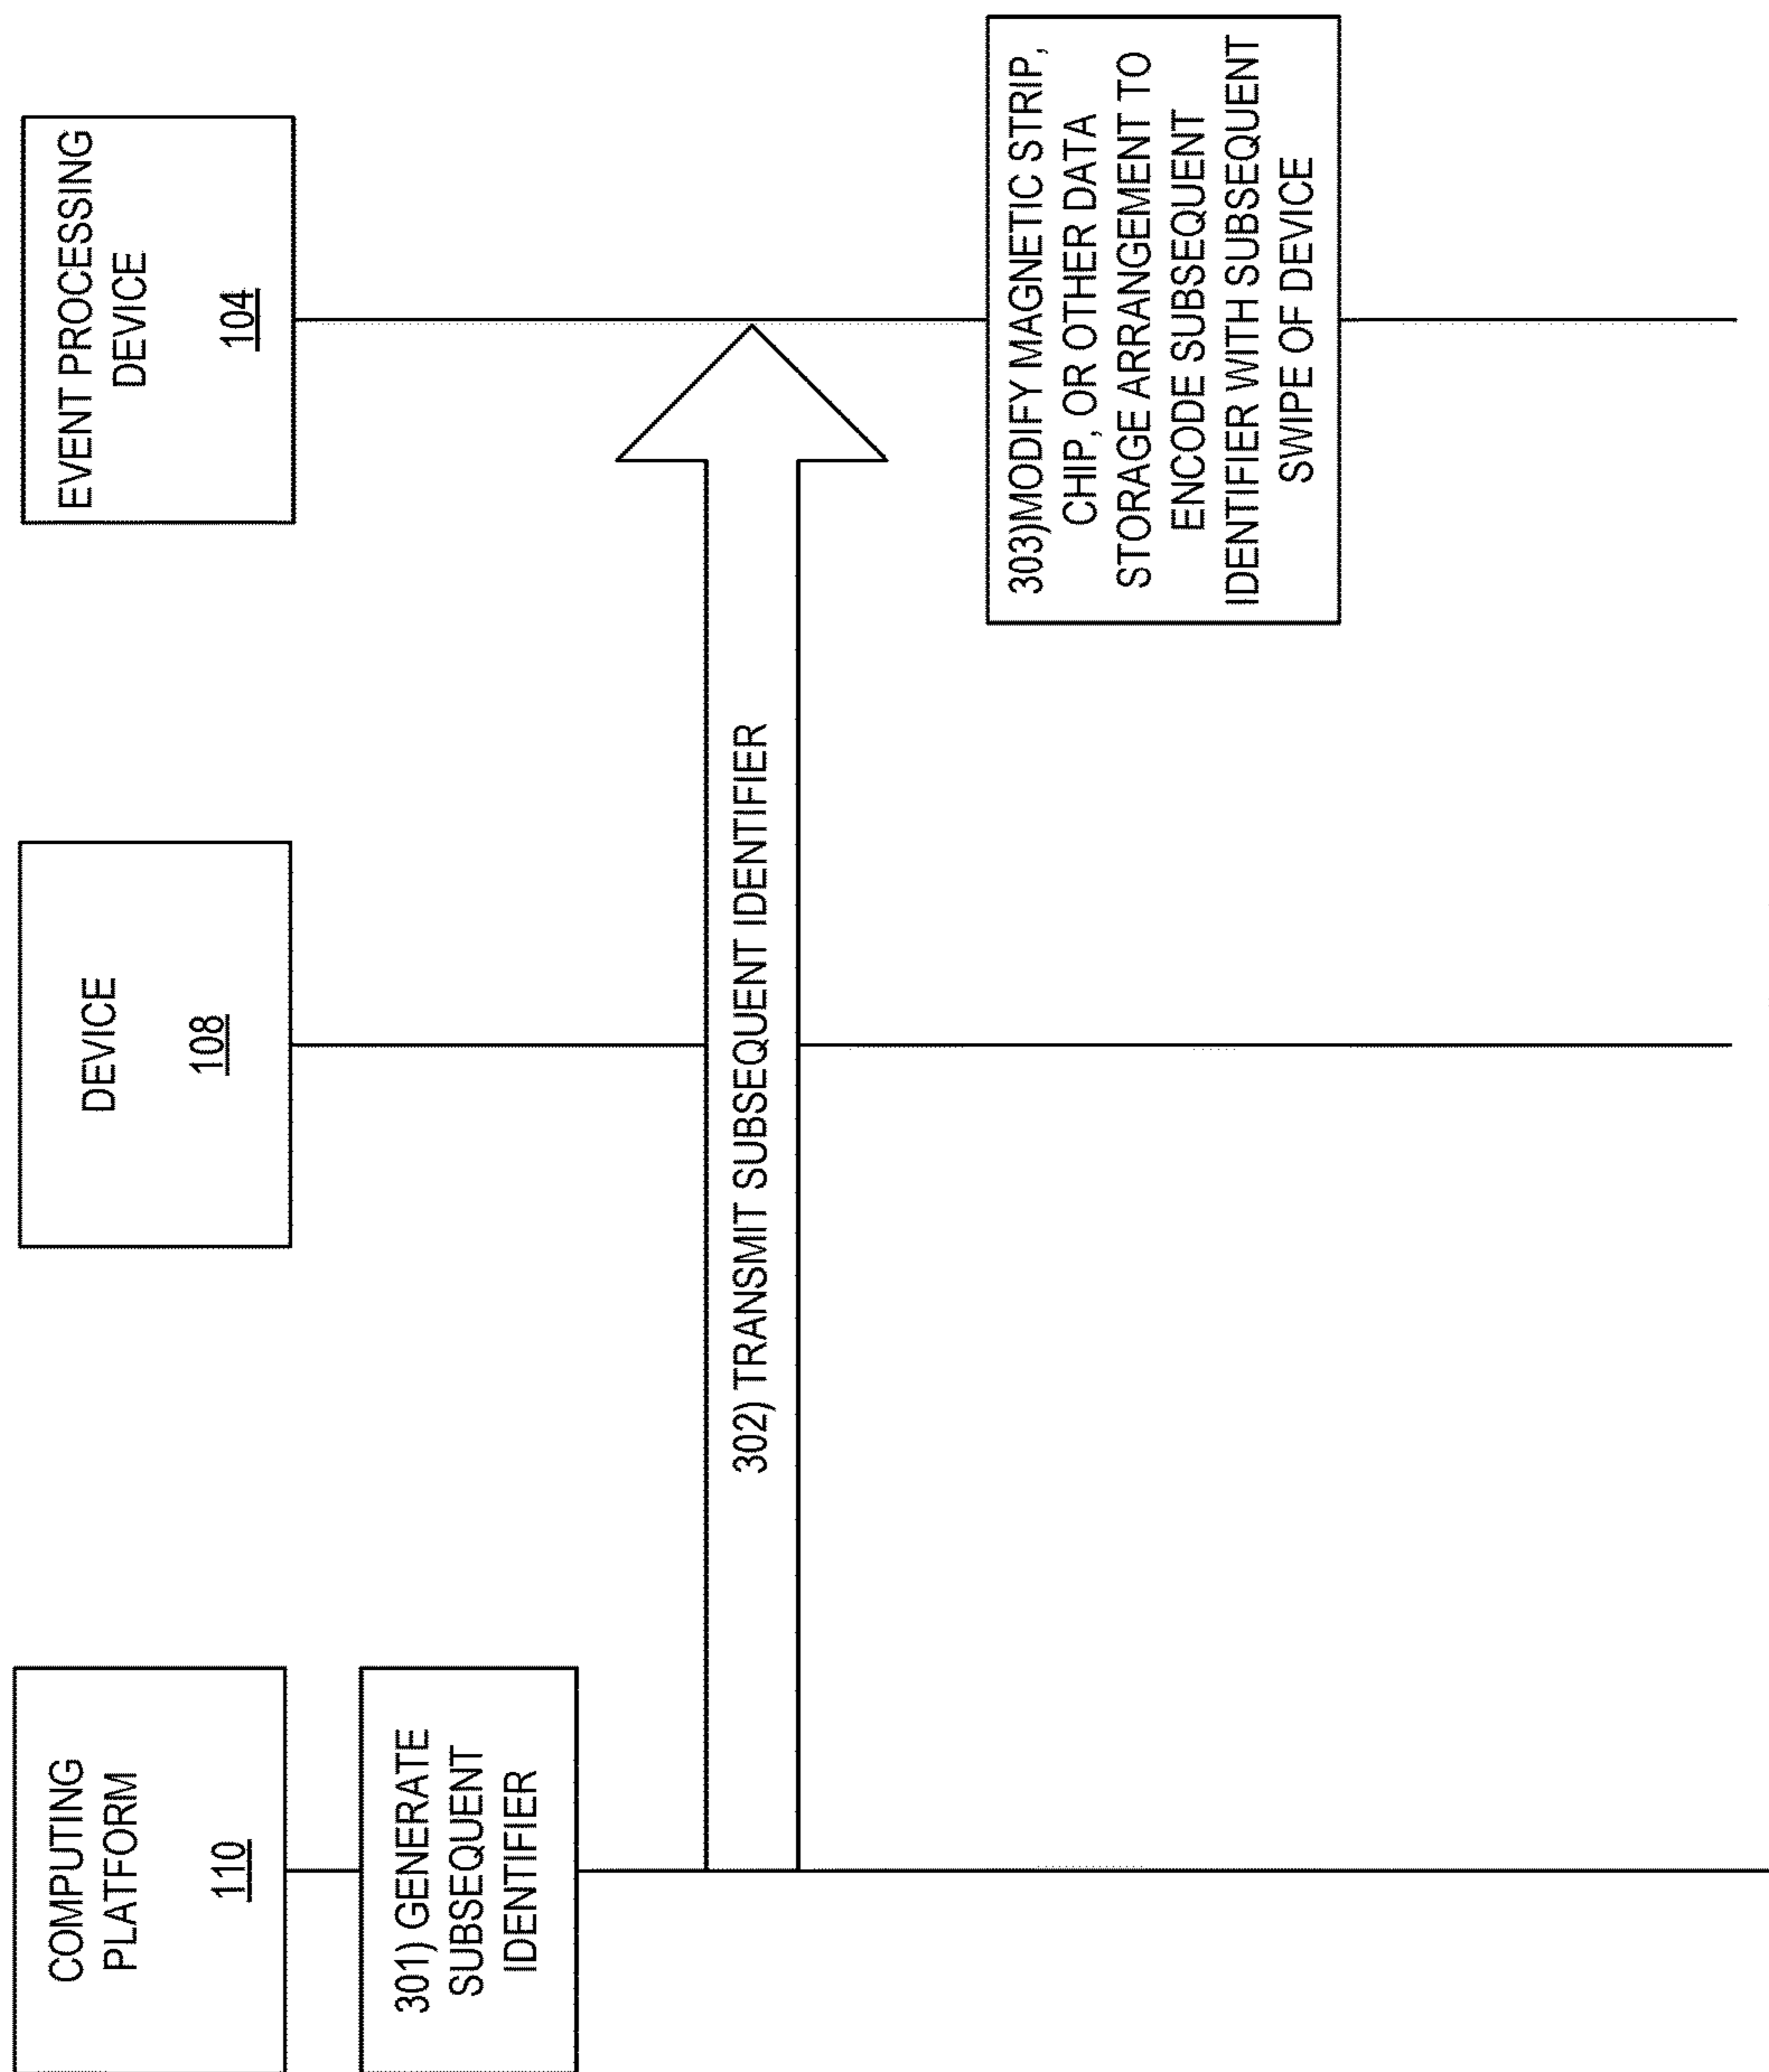 COMPUTING
PLATFORM
110
DEVICE
108
EVENT PROCESSING
DEVICE
104
301) GENERATE
SUBSEQUENT
IDENTIFIER
302) TRANSMIT SUBSEQUENT IDENTIFIER
303)MODIFY MAGNETIC STRIP,
CHIP, OR OTHER DATA
STORAGE ARRANGEMENT TO
ENCODE SUBSEQUENT
IDENTIFIER WITH SUBSEQUENT
SWIPE OF DEVICE